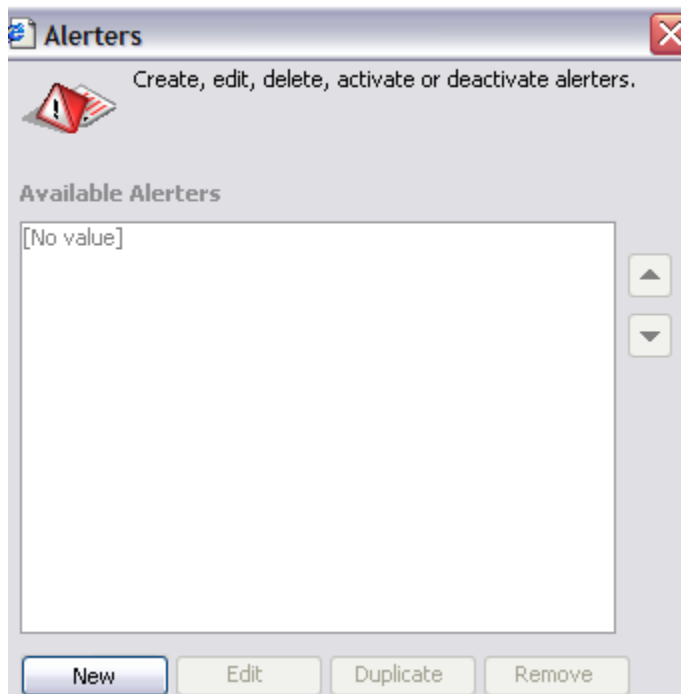 Alerters
Create, edit, delete, activate or deactivate alerters.
Available Alerters
[No value]
New Edit Duplicate Remove